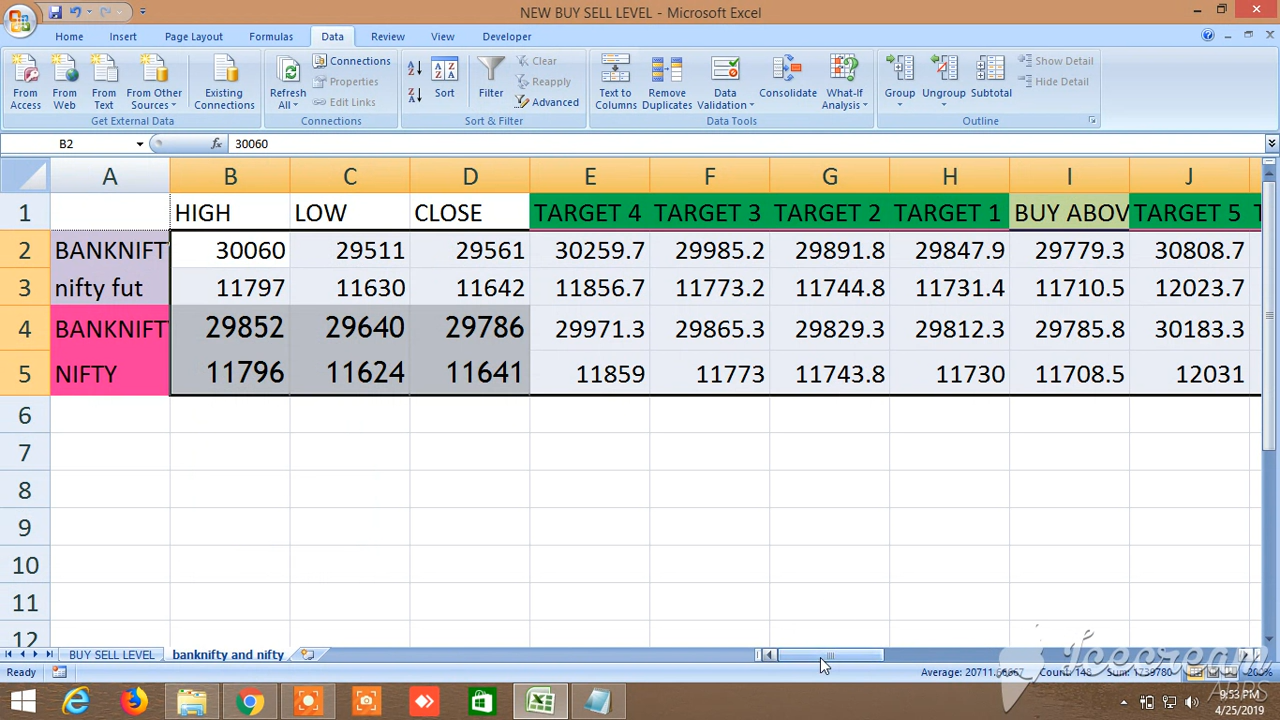 NEW BUY SELL LEVEL - Microsoft Excel
Home Insert Page Layout Formulas Data Review View Developer
From Access
From Web
From Text
From Other Sources
Existing Connections
Get External Data
Refresh All
Connections
Properties
Edit Links
Connections
Sort
Filter
Clear
Reapply
Advanced
Sort & Filter
Text to Columns
Remove Duplicates
Data Validation
Consolidate
What-If Analysis
Data Tools
Group
Ungroup
Subtotal
Show Detail
Hide Detail
Outline
B2 fx 30060
A B C D E F G H I J
1 HIGH LOW CLOSE TARGET 4 TARGET 3 TARGET 2 TARGET 1 BUY ABOV TARGET 5 T
2 BANKNIFT 30060 29511 29561 30259.7 29985.2 29891.8 29847.9 29779.3 30808.7
3 nifty fut 11797 11630 11642 11856.7 11773.2 11744.8 11731.4 11710.5 12023.7
4 BANKNIFT 29852 29640 29786 29971.3 29865.3 29829.3 29812.3 29785.8 30183.3
5 NIFTY 11796 11624 11641 11859 11773 11743.8 11730 11708.5 12031
6
7
8
9
10
11
12
BUY SELL LEVEL banknifty and nifty
Ready Average: 20711.66667 Count: 148 Sum: 1739780 200%
Icecream
APPS
9:53 PM
4/25/2019